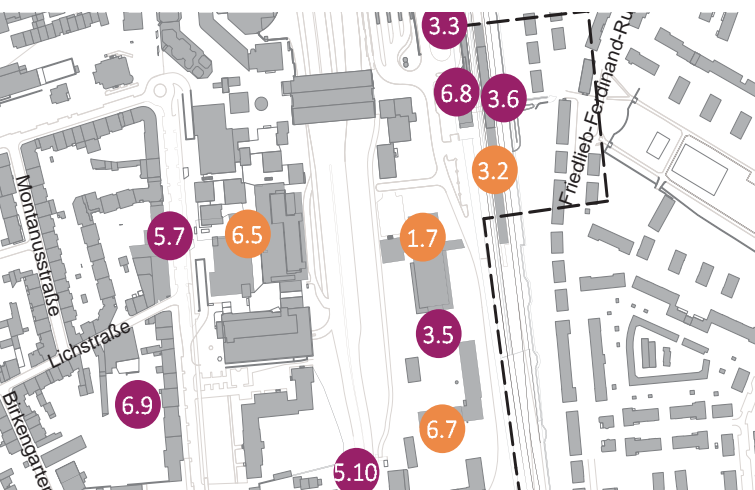 3.3
6.8
3.6
Friedlieb-Ferdinand-Ru
3.2
Montanusstraße
5.7
6.5
1.7
Lichstraße
3.5
6.9
Birkengarten
6.7
5.10